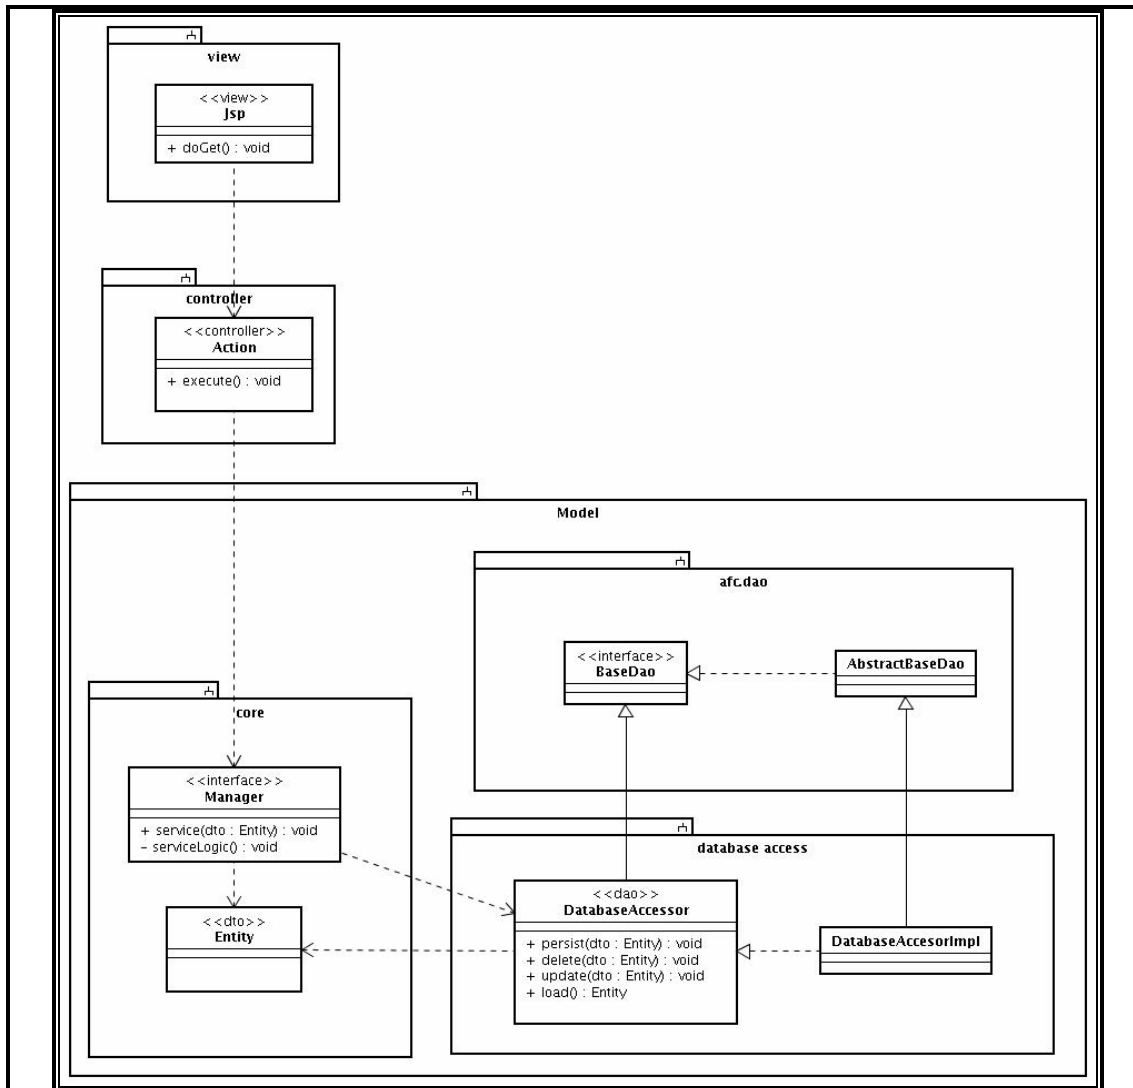 view
<<view>>
Jsp
+ doGet() : void
controller
<<controller>>
Action
+ execute() : void
Model
afc.dao
<<interface>>
BaseDao
AbstractBaseDao
core
<<interface>>
Manager
+ service(dto : Entity) : void
- serviceLogic() : void
<<dto>>
Entity
database access
<<dao>>
DatabaseAccessor
+ persist(dto : Entity) : void
+ delete(dto : Entity) : void
+ update(dto : Entity) : void
+ load() : Entity
DatabaseAccesorImpl